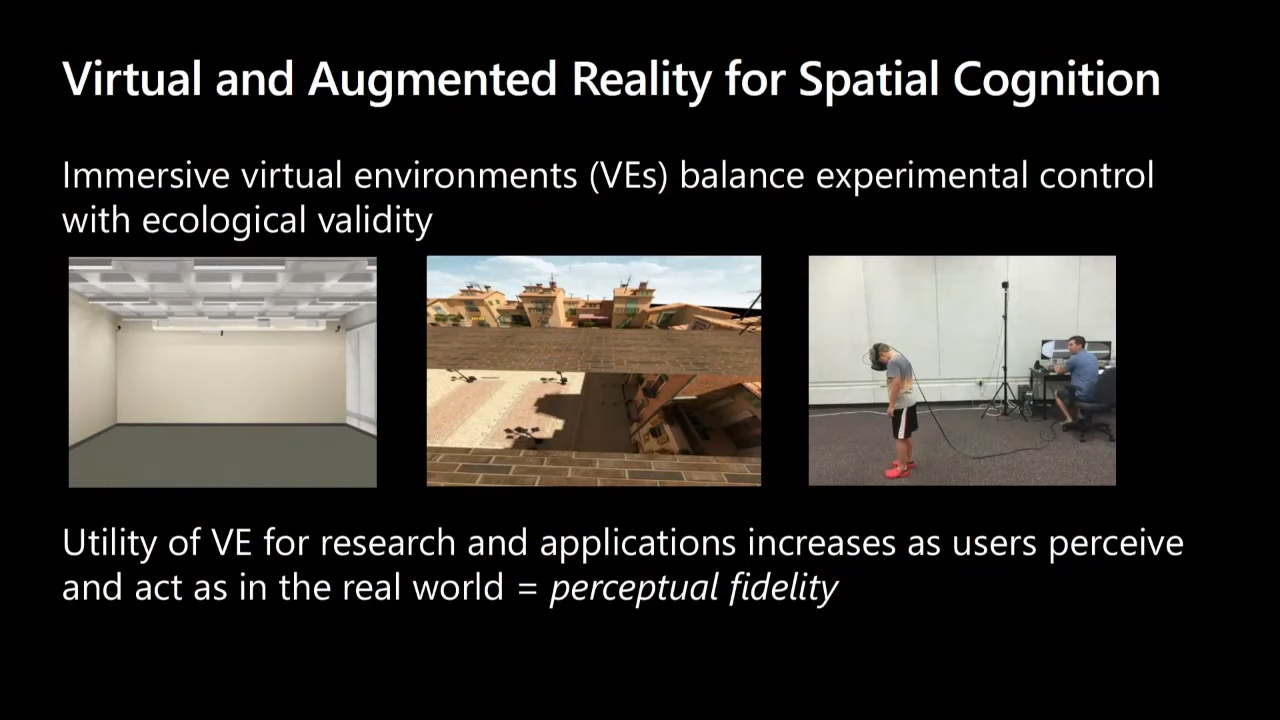 Virtual and Augmented Reality for Spatial Cognition
Immersive virtual environments (VEs) balance experimental control
with ecological validity
Utility of VE for research and applications increases as users perceive
and act as in the real world = perceptual fidelity